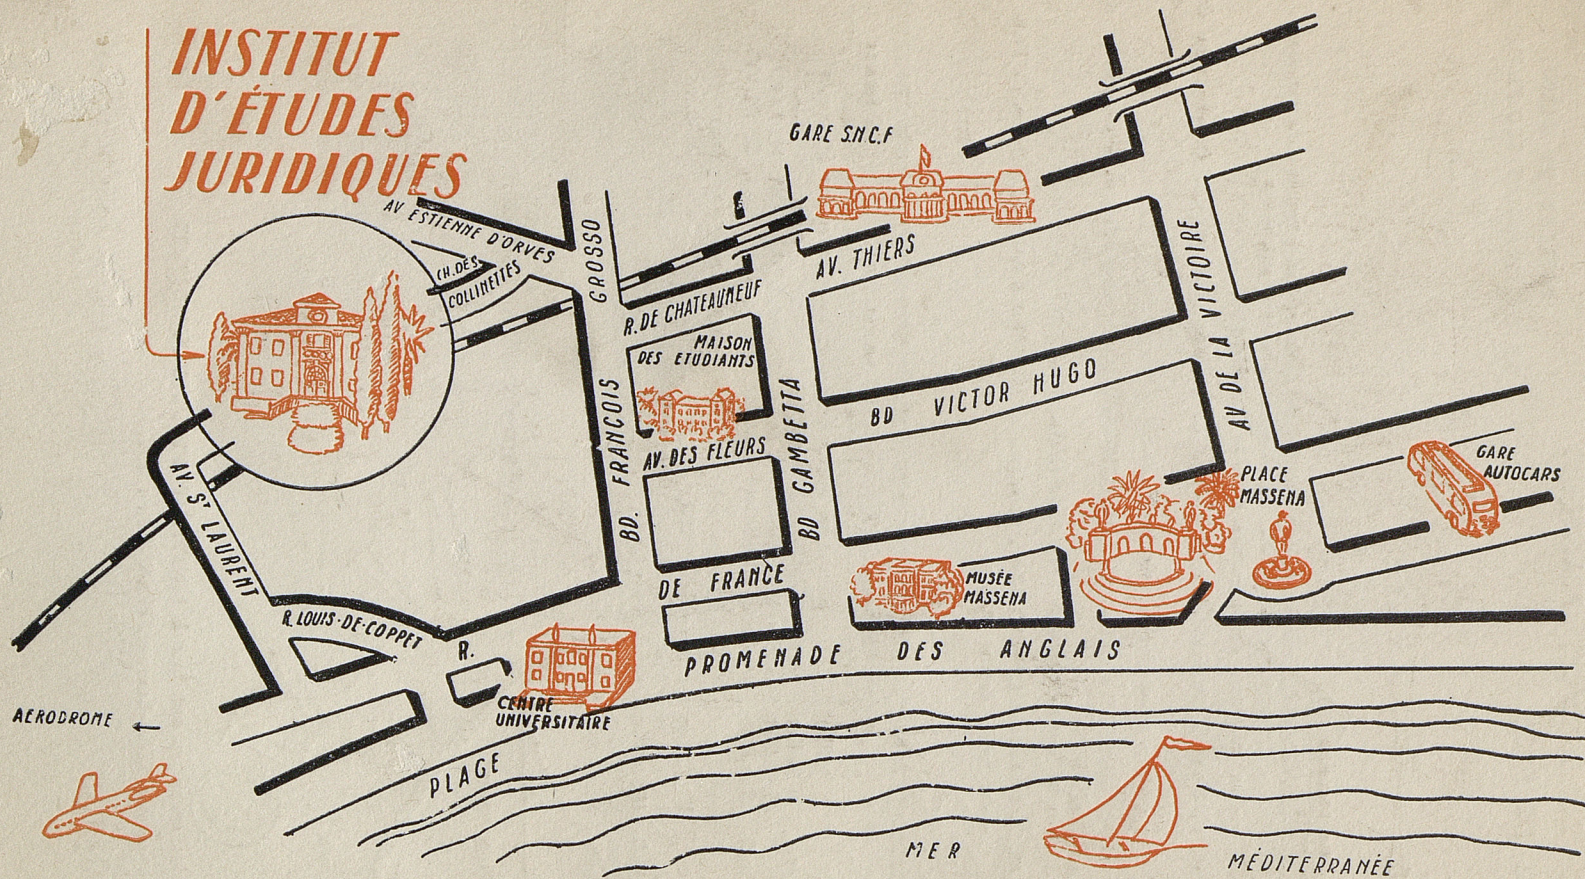 INSTITUT
D'ÉTUDES
JURIDIQUES
GARE S.N.C.F
AV ESTIENNE D'ORVES
CH. DES
COLLINETTES
GROSSO
AV. THIERS
R. DE CHATEAUNEUF
MAISON
DES ETUDIANTS
AV. DES FLEURS
BD. FRANCOIS
BD GAMBETTA
BD VICTOR HUGO
AV DE LA VICTOIRE
PLACE
MASSENA
GARE
AUTOCARS
AV. ST LAURENT
R. LOUIS-DE-COPPET
R. DE FRANCE
MUSÉE
MASSENA
PROMENADE DES ANGLAIS
CENTRE
UNIVERSITAIRE
AERODROME
PLAGE
MER MÉDITERRANÉE